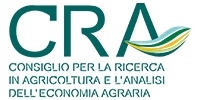 CRA
CONSIGLIO PER LA RICERCA
IN AGRICOLTURA E L'ANALISI
DELL'ECONOMIA AGRARIA